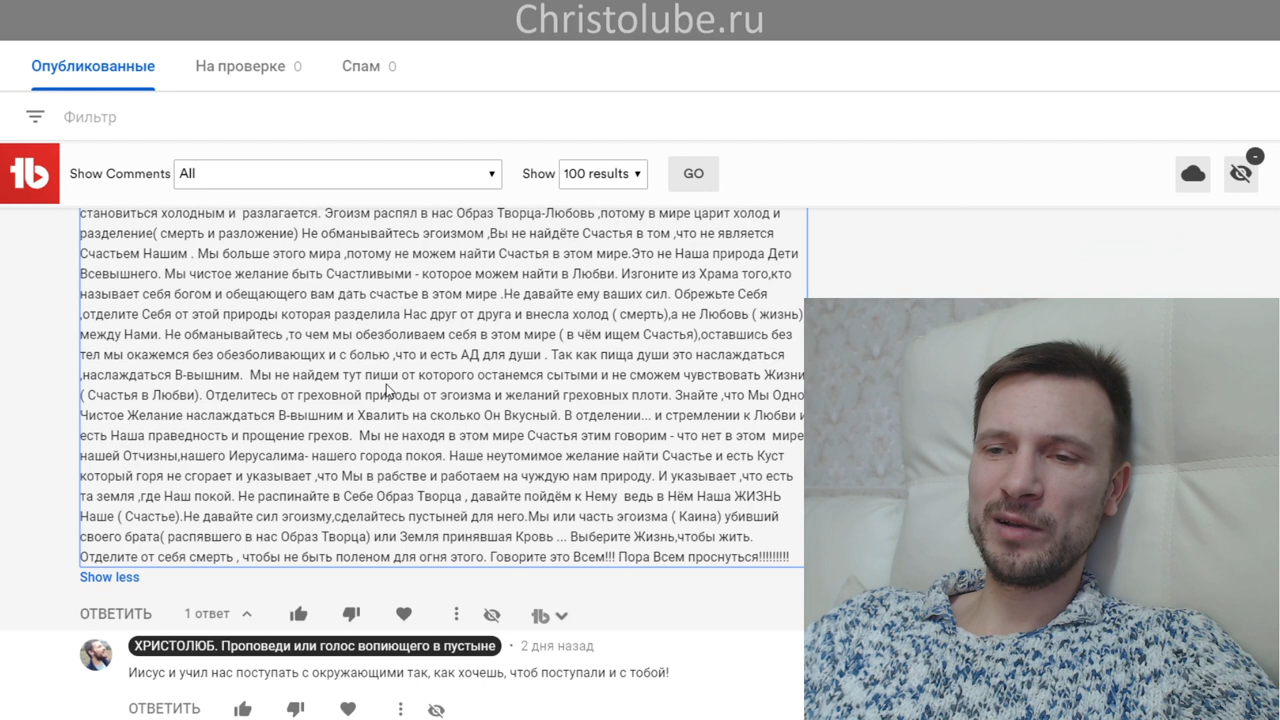 Christolube.ru
Опубликованные На проверке 0 Спам 0
Фильтр
Show Comments All Show 100 results GO
становиться холодным и разлагается. Эгоизм распял в нас Образ Творца-Любовь ,потому в мире царит холод и
разделение( смерть и разложение) Не обманывайтесь эгоизмом ,Вы не найдёте Счастья в том ,что не является
Счастьем Нашим . Мы больше этого мира ,потому не можем найти Счастья в этом мире.Это не Наша природа Дети
Всевышнего. Мы чистое желание быть Счастливыми - которое можем найти в Любви. Изгоните из Храма того,кто
называет себя богом и обещающего вам дать счастье в этом мире .Не давайте ему ваших сил. Обрежьте Себя
,отделите Себя от этой природы которая разделила Нас друг от друга и внесла холод ( смерть),а не Любовь ( жизнь)
между Нами. Не обманывайтесь ,то чем мы обезболиваем себя в этом мире ( в чём ищем Счастья),оставшись без
тел мы окажемся без обезболивающих и с болью ,что и есть АД для души . Так как пища души это наслаждаться
,наслаждаться В-вышним. Мы не найдем тут пиши от которого останемся сытыми и не сможем чувствовать Жизни
( Счастья в Любви). Отделитесь от греховной природы от эгоизма и желаний греховных плоти. Знайте ,что Мы Одно
Чистое Желание наслаждаться В-вышним и Хвалить на сколько Он Вкусный. В отделении... и стремлении к Любви и
есть Наша праведность и прощение грехов. Мы не находя в этом мире Счастья этим говорим - что нет в этом мире
нашей Отчизны,нашего Иерусалима- нашего города покоя. Наше неутомимое желание найти Счастье и есть Куст
который горя не сгорает и указывает ,что Мы в рабстве и работаем на чуждую нам природу. И указывает ,что есть
та земля ,где Наш покой. Не распинайте в Себе Образ Творца , давайте пойдём к Нему ведь в Нём Наша ЖИЗНЬ
Наше ( Счастье).Не давайте сил эгоизму,сделайтесь пустыней для него.Мы или часть эгоизма ( Каина) убивший
своего брата( распявшего в нас Образ Творца) или Земля принявшая Кровь ... Выберите Жизнь,чтобы жить.
Отделите от себя смерть , чтобы не быть поленом для огня этого. Говорите это Всем!!! Пора Всем проснуться!!!!!!!!!
Show less
ОТВЕТИТЬ 1 ответ
ХРИСТОЛЮБ. Проповеди или голос вопиющего в пустыне • 2 дня назад
Иисус и учил нас поступать с окружающими так, как хочешь, чтоб поступали и с тобой!
ОТВЕТИТЬ